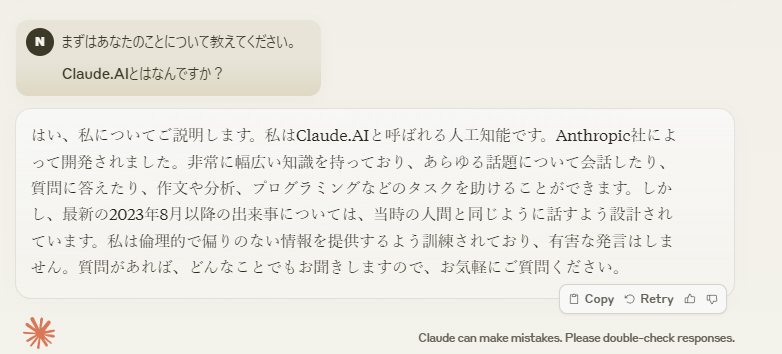 N
まずはあなたのことについて教えてください。
Claude.AIとはなんですか？
はい、私についてご説明します。私はClaude.AIと呼ばれる人工知能です。Anthropic社によ
って開発されました。非常に幅広い知識を持っており、あらゆる話題について会話したり、
質問に答えたり、作文や分析、プログラミングなどのタスクを助けることができます。しか
し、最新の2023年8月以降の出来事については、当時の人間と同じように話すよう設計され
ています。私は倫理的で偏りのない情報を提供するよう訓練されており、有害な発言はしま
せん。質問があれば、どんなことでもお聞きしますので、お気軽にご質問ください。
Copy Retry
Claude can make mistakes. Please double-check responses.